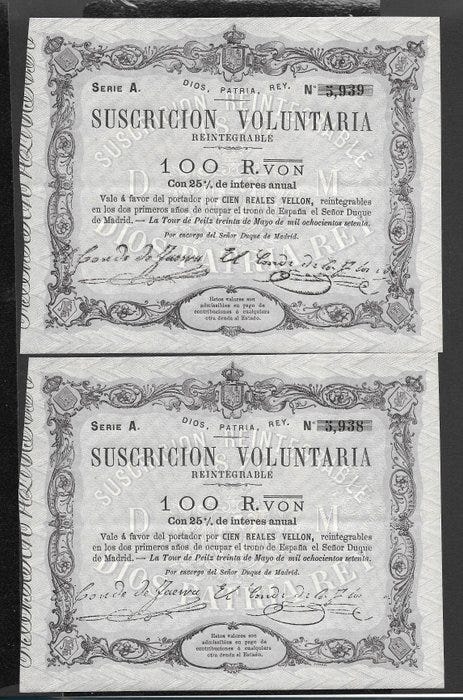 DIOS, PATRIA, REY.
SERIE A. Nº 5,939
SUSCRICION VOLUNTARIA
REINTEGRABLE
100 R. VON
Con 25 % de interes anual
Vale á favor del portador por CIEN REALES VELLON, reintegrables
en los dos primeros años de ocupar el trono de España el Señor Duque
de Madrid. — La Tour de Peilz treinta de Mayo de mil ochocientos setenta.
Por encargo del Señor Duque de Madrid.
El Conde de
Estos valores son
admisibles en pago de
contribuciones ó cualquiera
otra deuda al Estado.
DIOS, PATRIA, REY.
SERIE A. Nº 5,938
SUSCRICION VOLUNTARIA
REINTEGRABLE
100 R. VON
Con 25 % de interes anual
Vale á favor del portador por CIEN REALES VELLON, reintegrables
en los dos primeros años de ocupar el trono de España el Señor Duque
de Madrid. — La Tour de Peilz treinta de Mayo de mil ochocientos setenta.
Por encargo del Señor Duque de Madrid.
El Conde de
Estos valores son
admisibles en pago de
contribuciones ó cualquiera
otra deuda al Estado.